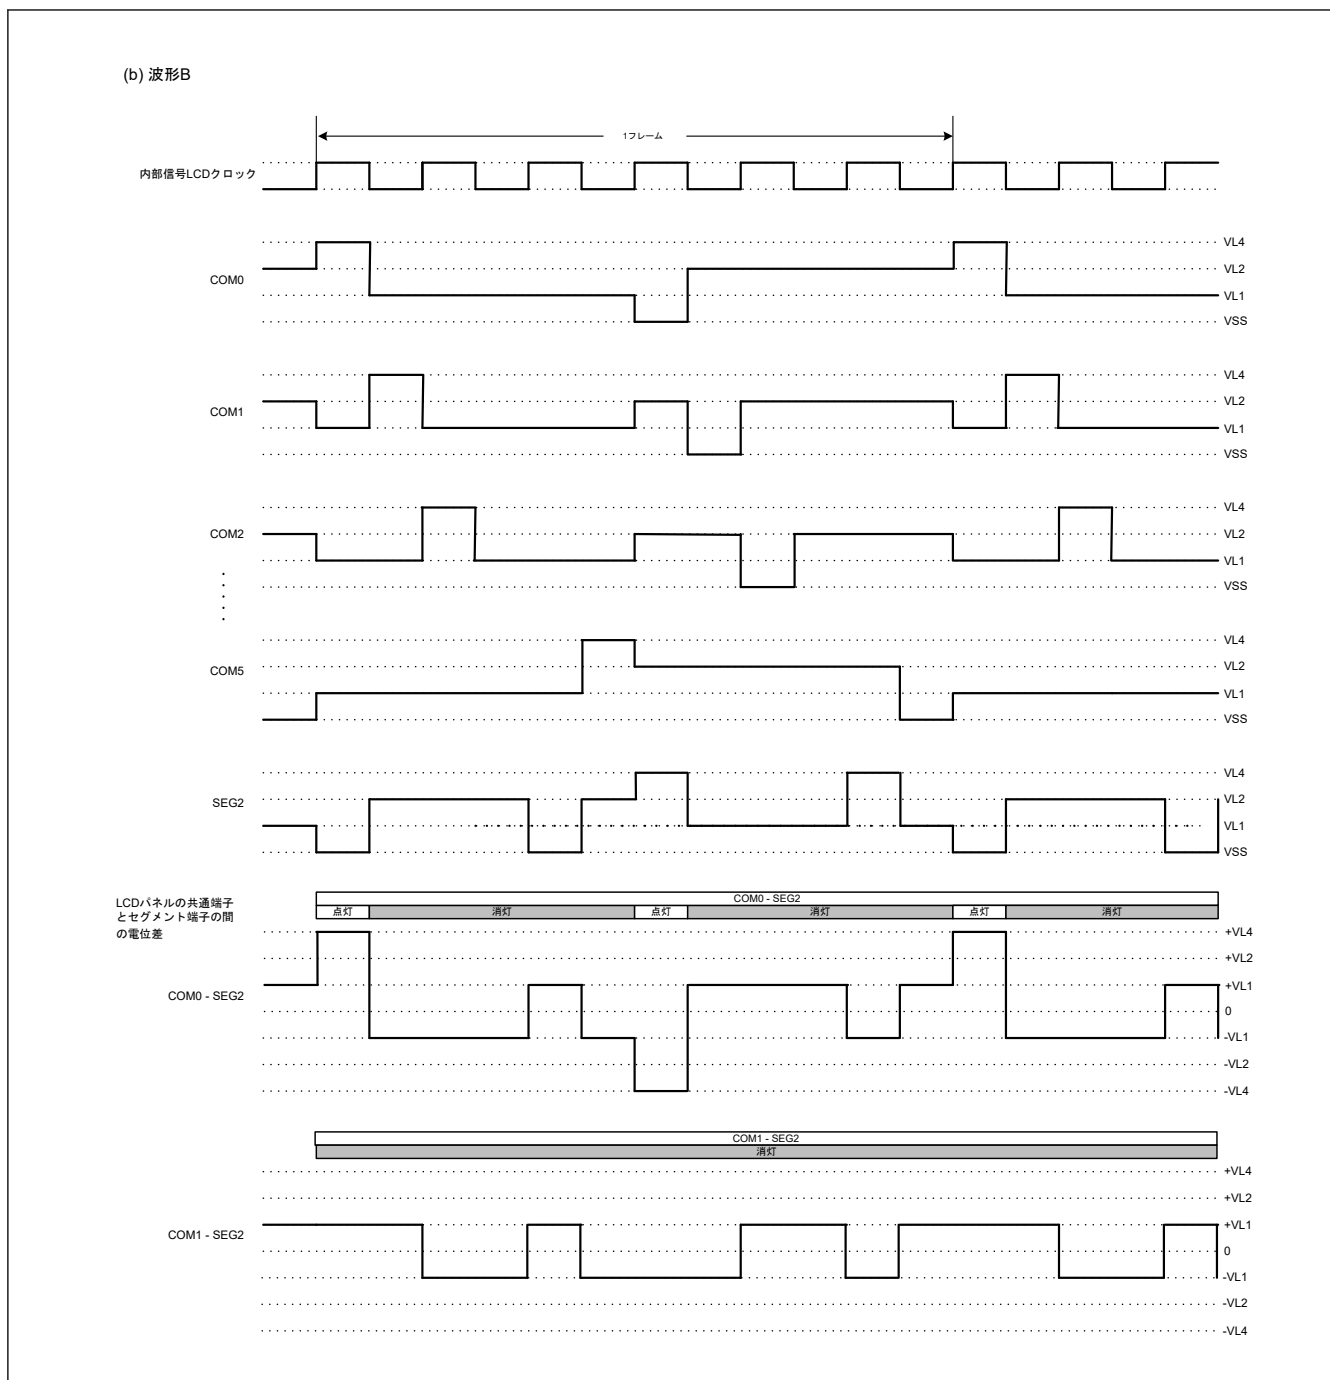 (b) 波形B
1フレーム
内部信号LCDクロック
VL4
COM0
VL2
VL1
VSS
VL4
COM1
VL2
VL1
VSS
VL4
COM2
VL2
VL1
VSS
VL4
COM5
VL2
VL1
VSS
VL4
SEG2
VL2
VL1
VSS
LCDパネルの共通端子
とセグメント端子の間
の電位差
COM0 - SEG2
点灯 消灯 点灯 消灯 点灯 消灯
+VL4
+VL2
COM0 - SEG2
+VL1
0
-VL1
-VL2
-VL4
COM1 - SEG2
消灯
+VL4
+VL2
COM1 - SEG2
+VL1
0
-VL1
-VL2
-VL4